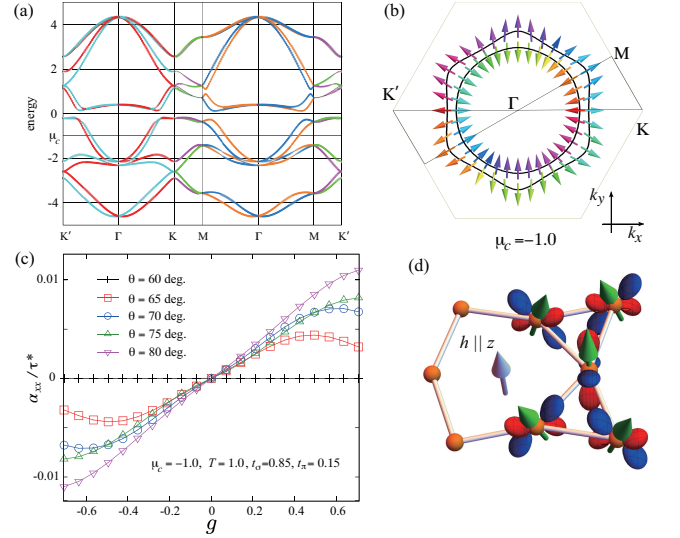 (a)
4
2
0
-2
-4
energy
μc
K′ Γ K M Γ M K′
(b)
M
K′
Γ
K
ky
kx
μc=−1.0
(c)
0.01
0
-0.01
αxx / τ*
θ = 60 deg.
θ = 65 deg.
θ = 70 deg.
θ = 75 deg.
θ = 80 deg.
μc = −1.0, T = 1.0, tσ=0.85, tπ= 0.15
-0.6 -0.4 -0.2 0 0.2 0.4 0.6
g
(d)
h || z